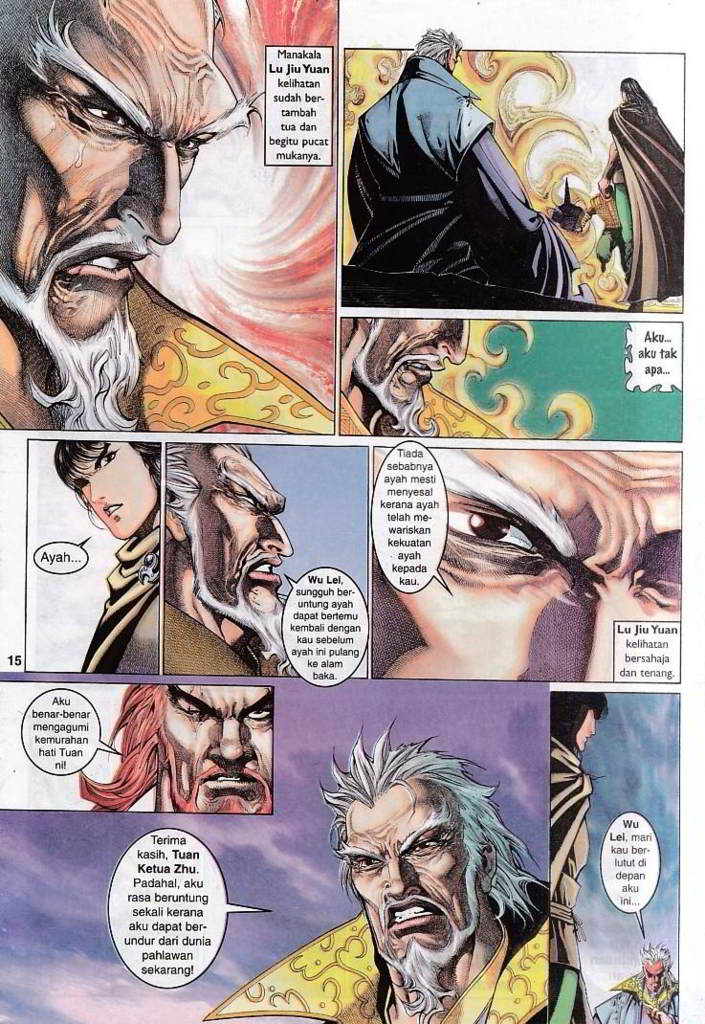 Manakala
Lu Jiu Yuan
kelihatan
sudah ber-
tambah
tua dan
begitu pucat
mukanya.
Aku...
aku tak
apa...
Ayah...
Wu Lei,
sungguh ber-
untung ayah
dapat bertemu
kembali dengan
kau sebelum
ayah ini pulang
ke alam
baka.
Tiada
sebabnya
ayah mesti
menyesal
kerana ayah
telah me-
wariskan
kekuatan
ayah
kepada
kau.
Lu Jiu Yuan
kelihatan
bersahaja
dan tenang.
15
Aku
benar-benar
mengagumi
kemurahan
hati Tuan
ni!
Terima
kasih, Tuan
Ketua Zhu.
Padahal, aku
rasa beruntung
sekali kerana
aku dapat ber-
undur dari dunia
pahlawan
sekarang!
Wu
Lei, mari
kau ber-
lutut di
depan
aku
ini...